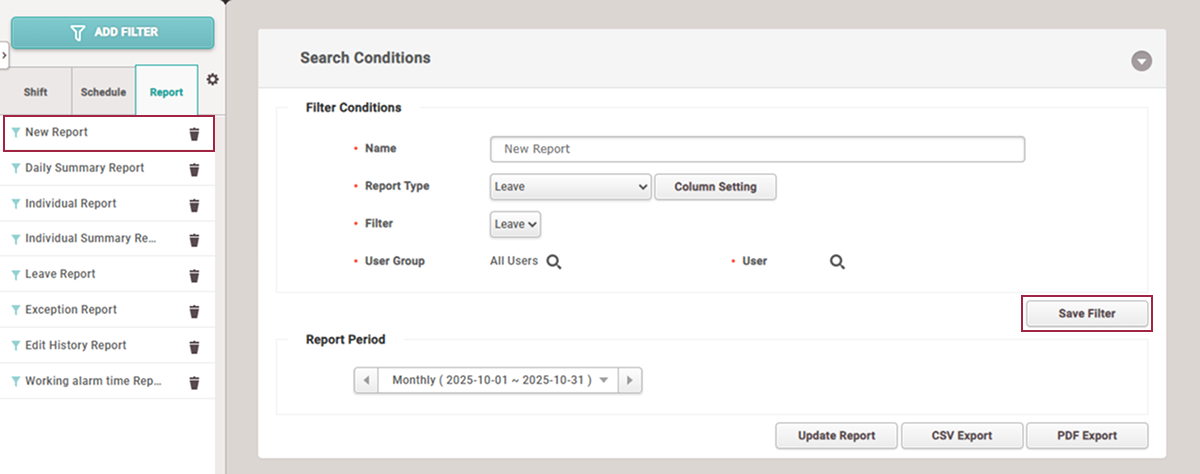 ADD FILTER
Shift Schedule Report
New Report
Daily Summary Report
Individual Report
Individual Summary Re...
Leave Report
Exception Report
Edit History Report
Working alarm time Rep...
Search Conditions
Filter Conditions
Name New Report
Report Type Leave Column Setting
Filter Leave
User Group All Users User
Save Filter
Report Period
Monthly ( 2025-10-01 ~ 2025-10-31 )
Update Report CSV Export PDF Export